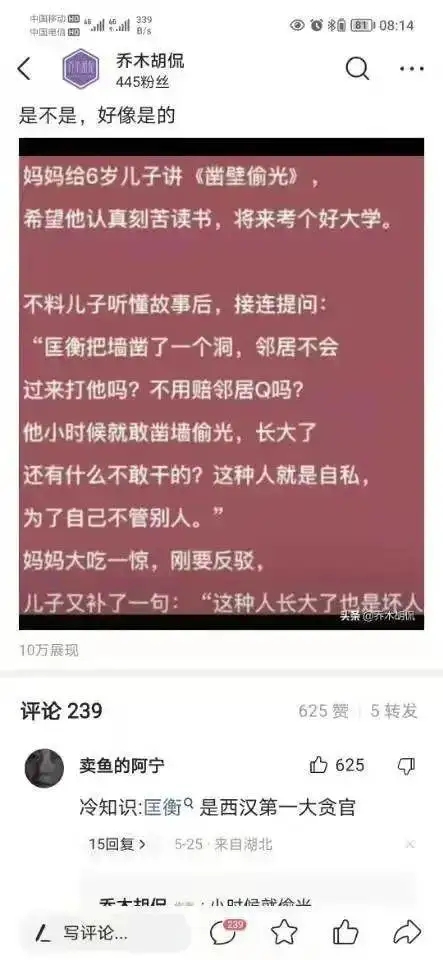 中国移动 HD 4G 4G 339
中国电信 HD B/s
81 08:14
乔木胡侃
乔木胡侃
445粉丝
是不是，好像是的
妈妈给6岁儿子讲《凿壁偷光》，
希望他认真刻苦读书，将来考个好大学。
不料儿子听懂故事后，接连提问：
“匡衡把墙凿了一个洞，邻居不会
过来打他吗？不用赔邻居Q吗？
他小时候就敢凿墙偷光，长大了
还有什么不敢干的？这种人就是自私，
为了自己不管别人。”
妈妈大吃一惊，刚要反驳，
儿子又补了一句：“这种人长大了也是坏人
头条 @乔木胡侃
10万展现
评论 239
625 赞 5 转发
卖鱼的阿宁
625
冷知识:匡衡 是西汉第一大贪官
15回复 >
5-25 · 来自湖北
乔木胡侃
：小时候就偷光
写评论...
239